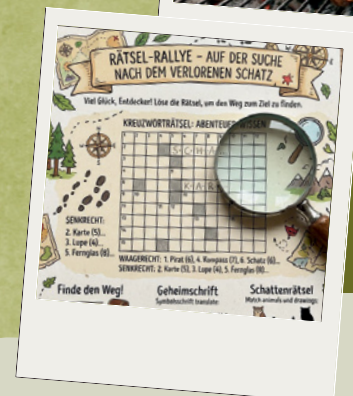 RÄTSEL-RALLYE – AUF DER SUCHE
NACH DEM VERLORENEN SCHATZ
Viel Glück, Entdecker! Löse die Rätsel, um den Weg zum Ziel zu finden.
KREUZWORTRÄTSEL: ABENTEUER-WISSEN
S-C-H-A
K-A-R
SENKRECHT:
2. Karte (5)...
3. Lupe (4)...
5. Fernglas (8)...
WAAGERECHT: 1. Pirat (6), 4. Kompass (7), 6. Schatz (6)...
SENKRECHT: 2. Karte (5), 3. Lupe (4), 5. Fernglas (8)...
Finde den Weg! Geheimschrift Schattenrätsel
Symbolschrift translate Match animals und drawings